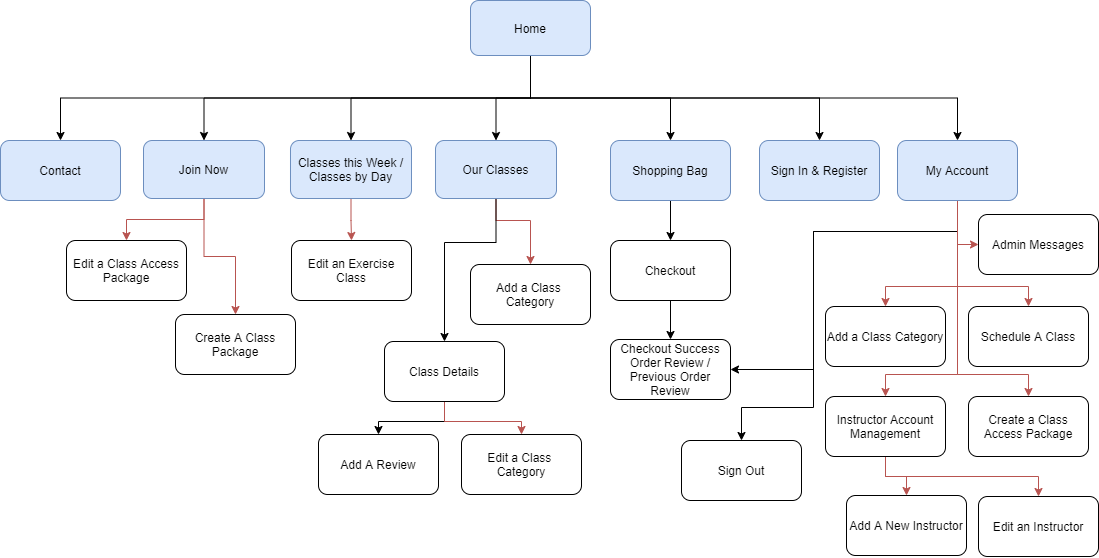 Home
Contact
Join Now
Classes this Week /
Classes by Day
Our Classes
Shopping Bag
Sign In & Register
My Account
Edit a Class Access
Package
Edit an Exercise
Class
Add a Class
Category
Checkout
Admin Messages
Create A Class
Package
Class Details
Checkout Success
Order Review /
Previous Order
Review
Add a Class Category
Schedule A Class
Add A Review
Edit a Class
Category
Sign Out
Instructor Account
Management
Create a Class
Access Package
Add A New Instructor
Edit an Instructor